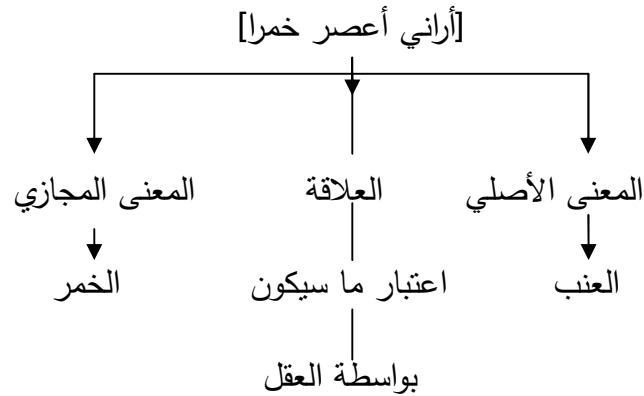 [أراني أعصر خمرا]
المعنى الأصلي العلاقة المعنى المجازي
العنب اعتبار ما سيكون الخمر
بواسطة العقل